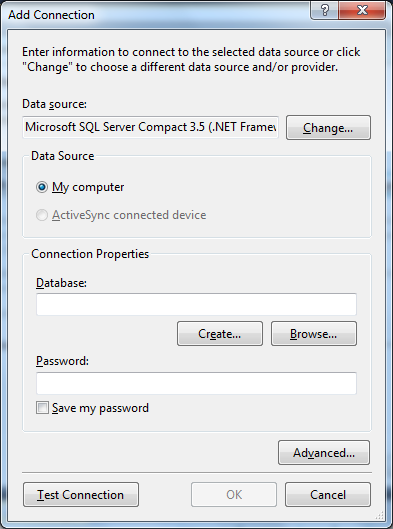 Add Connection
Enter information to connect to the selected data source or click
"Change" to choose a different data source and/or provider.
Data source:
Microsoft SQL Server Compact 3.5 (.NET Framew
Change...
Data Source
My computer
ActiveSync connected device
Connection Properties
Database:
Create...
Browse...
Password:
Save my password
Advanced...
Test Connection
OK
Cancel